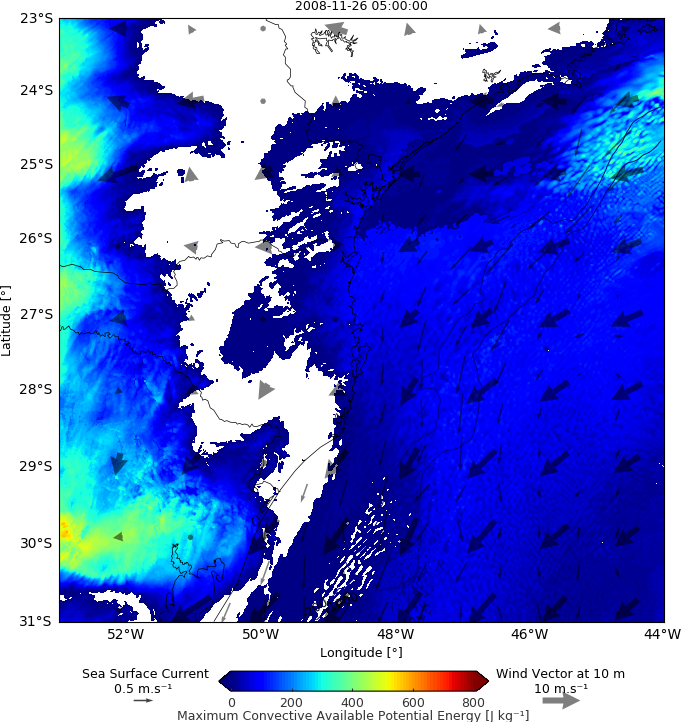 2008-11-26 05:00:00
23°S
24°S
25°S
26°S
27°S
28°S
29°S
30°S
31°S
Latitude [°]
52°W 50°W 48°W 46°W 44°W
Longitude [°]
Sea Surface Current
0.5 m.s⁻¹
Wind Vector at 10 m
10 m.s⁻¹
0 200 400 600 800
Maximum Convective Available Potential Energy [J kg⁻¹]